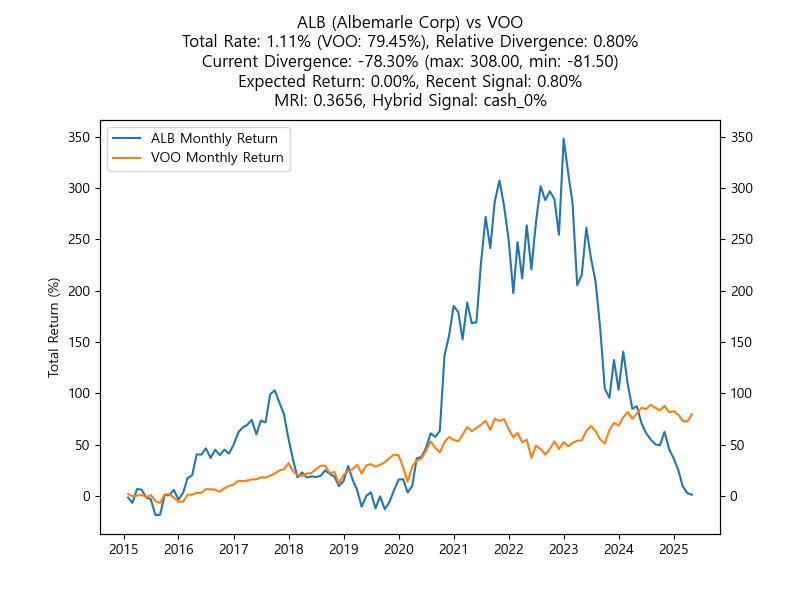 ALB (Albemarle Corp) vs VOO
Total Rate: 1.11% (VOO: 79.45%), Relative Divergence: 0.80%
Current Divergence: -78.30% (max: 308.00, min: -81.50)
Expected Return: 0.00%, Recent Signal: 0.80%
MRI: 0.3656, Hybrid Signal: cash_0%
ALB Monthly Return
VOO Monthly Return
Total Return (%)
350
300
250
200
150
100
50
0
350
300
250
200
150
100
50
0
2015 2016 2017 2018 2019 2020 2021 2022 2023 2024 2025